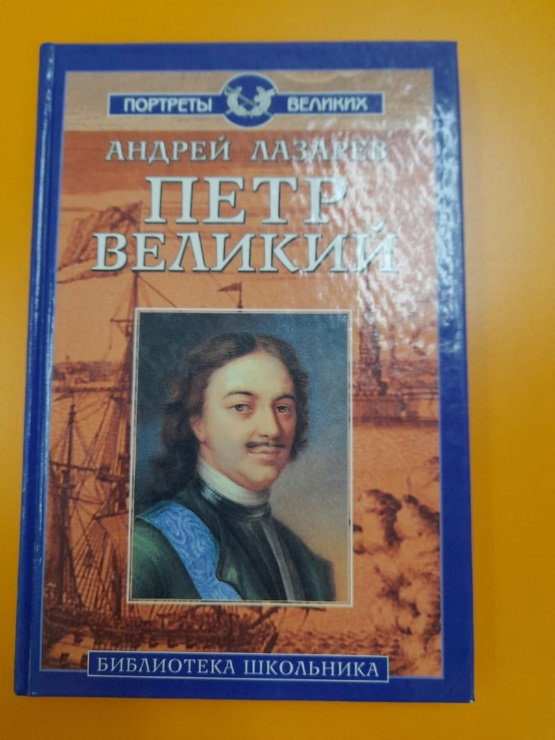 ПОРТРЕТЫ ВЕЛИКИХ
АНДРЕЙ ЛАЗАРЕВ
ПЕТР
ВЕЛИКИЙ
БИБЛИОТЕКА ШКОЛЬНИКА